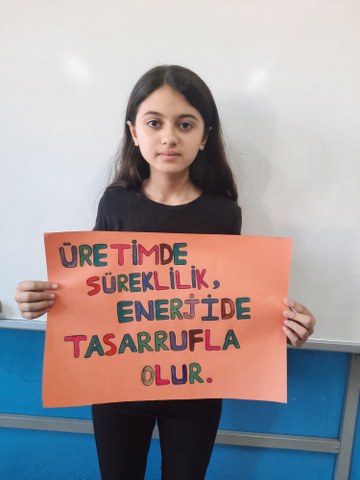 ÜRETİMDE
SÜREKLİLİK,
ENERJİDE
TASARRUFLA
OLUR.